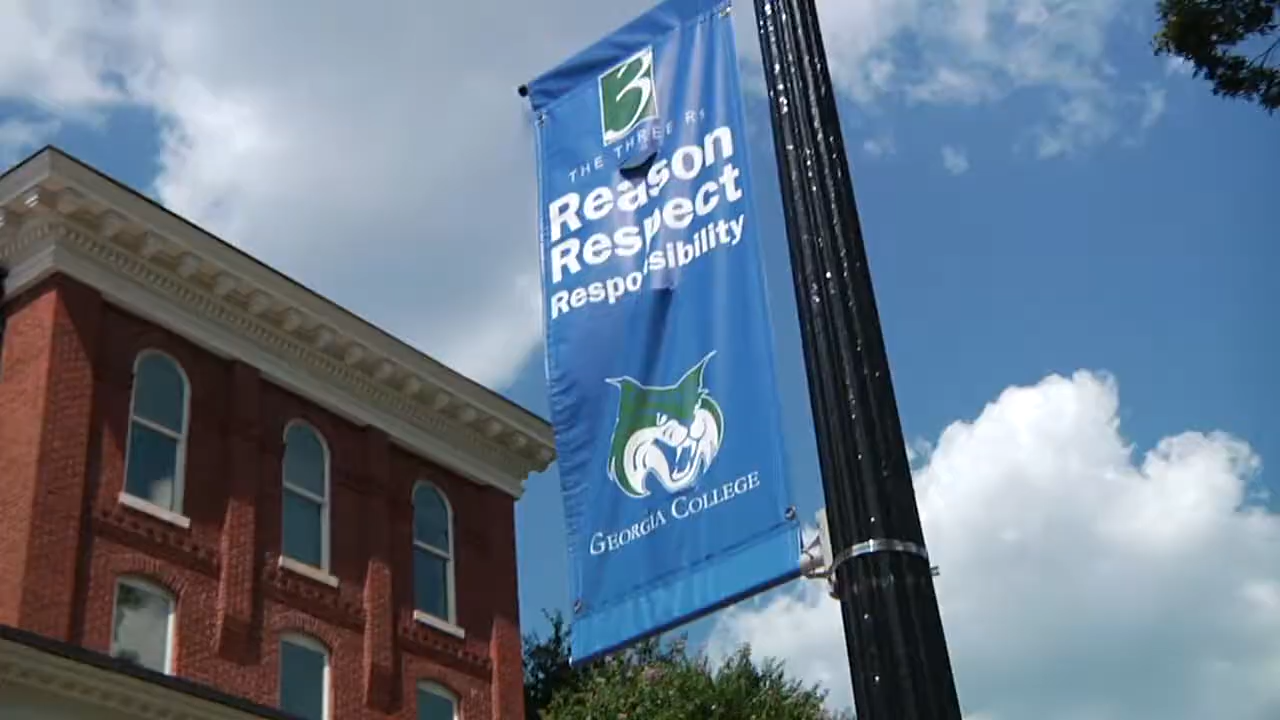 3
THE THREE Rs
Reason
Respect
Responsibility
GEORGIA COLLEGE